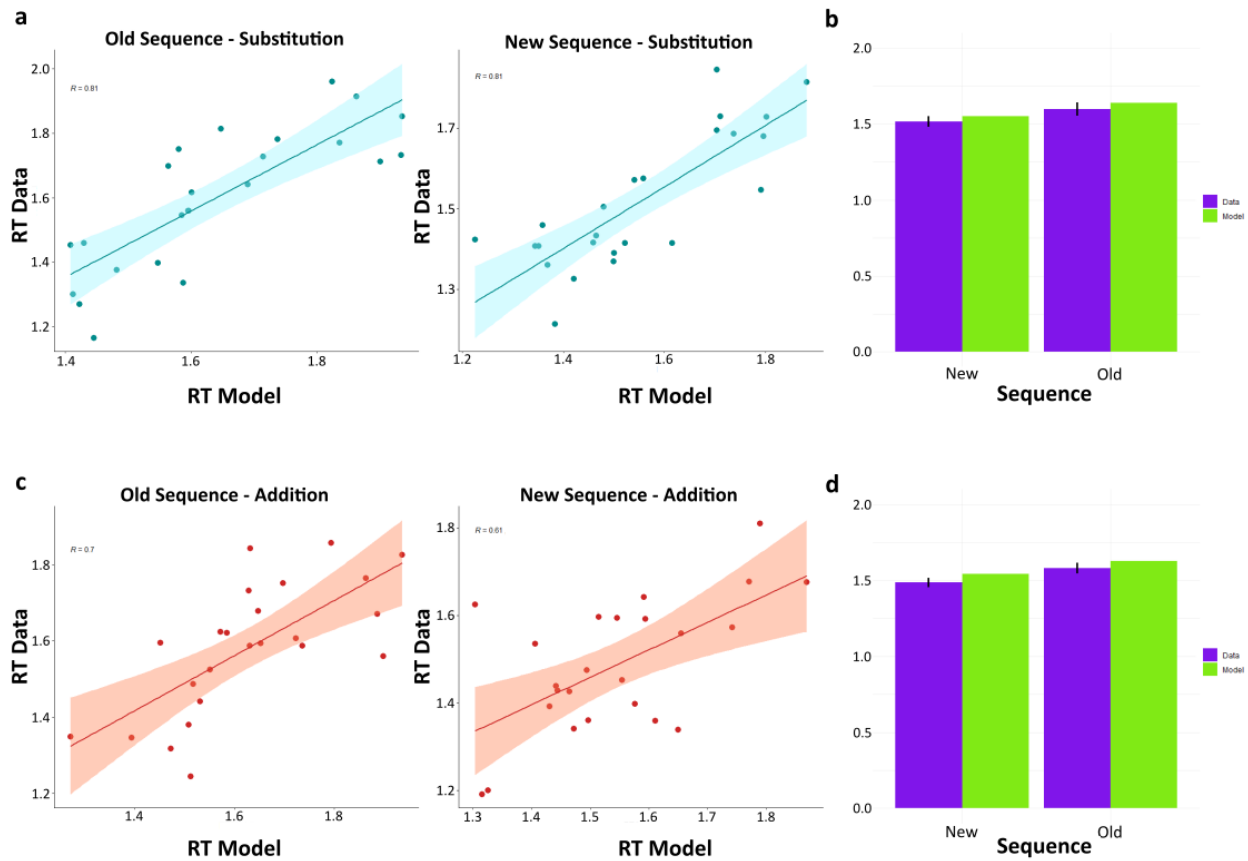 a
Old Sequence - Substitution
R = 0.81
RT Data
2.0
1.8
1.6
1.4
1.2
1.4
1.6
1.8
RT Model
New Sequence - Substitution
R = 0.81
RT Data
1.7
1.5
1.3
1.2
1.4
1.6
1.8
RT Model
b
2.0
1.5
1.0
0.5
0.0
New
Old
Sequence
Data
Model
c
Old Sequence - Addition
R = 0.7
RT Data
1.8
1.6
1.4
1.2
1.4
1.6
1.8
RT Model
New Sequence - Addition
R = 0.61
RT Data
1.8
1.6
1.4
1.2
1.3
1.4
1.5
1.6
1.7
1.8
RT Model
d
2.0
1.5
1.0
0.5
0.0
New
Old
Sequence
Data
Model